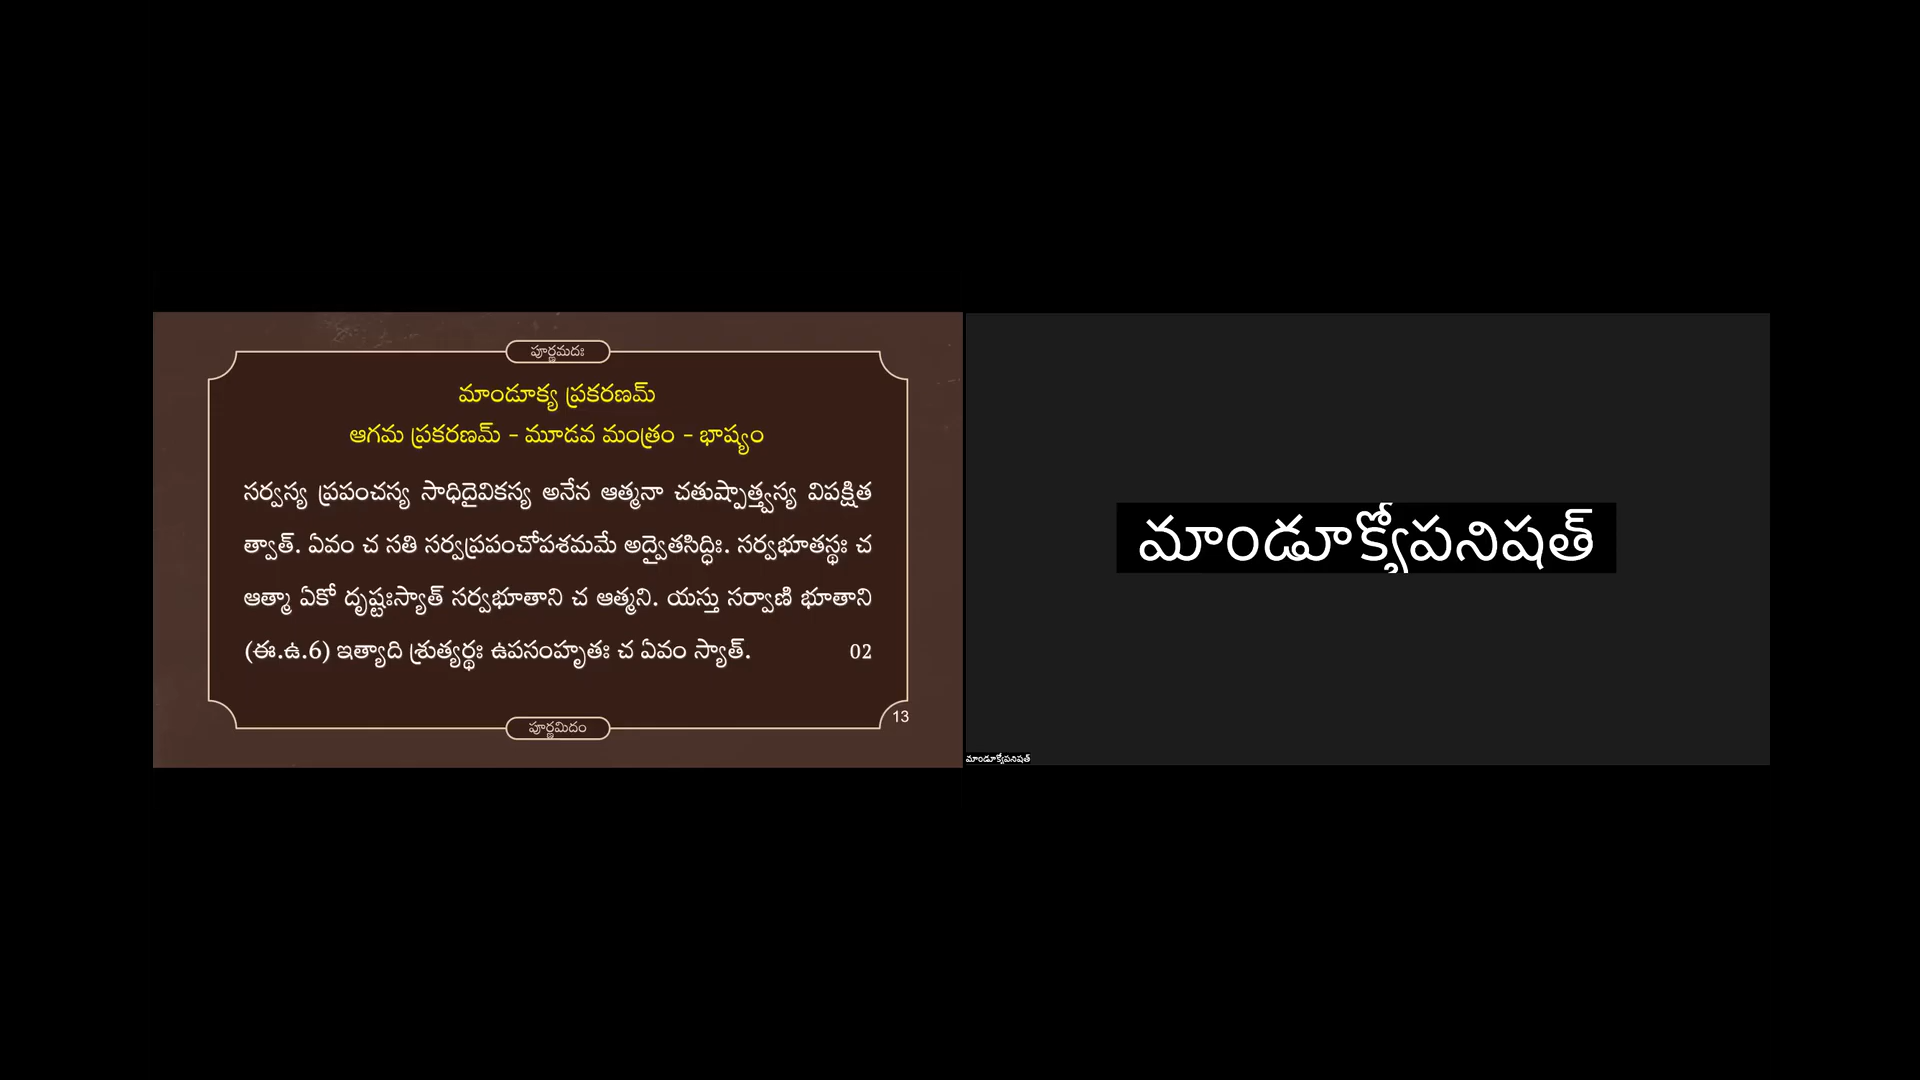 పూర్ణమదః
మాండూక్య ప్రకరణమ్
ఆగమ ప్రకరణమ్ - మూడవ మంత్రం - భాష్యం
సర్వస్య ప్రపంచస్య సాధిదైవికస్య అనేన ఆత్మనా చతుష్పాత్త్వస్య విపక్షిత
త్వాత్. ఏవం చ సతి సర్వప్రపంచోపశమమే అద్వైతసిద్ధిః. సర్వభూతస్థః చ
ఆత్మా ఏకో దృష్టఃస్యాత్ సర్వభూతాని చ ఆత్మని. యస్తు సర్వాణి భూతాని
(ఈ.ఉ.6) ఇత్యాది శ్రుత్యర్థః ఉపసంహృతః చ ఏవం స్యాత్. 02
13
పూర్ణమిదం
మాండూక్యోపనిషత్
మాండూక్యోపనిషత్